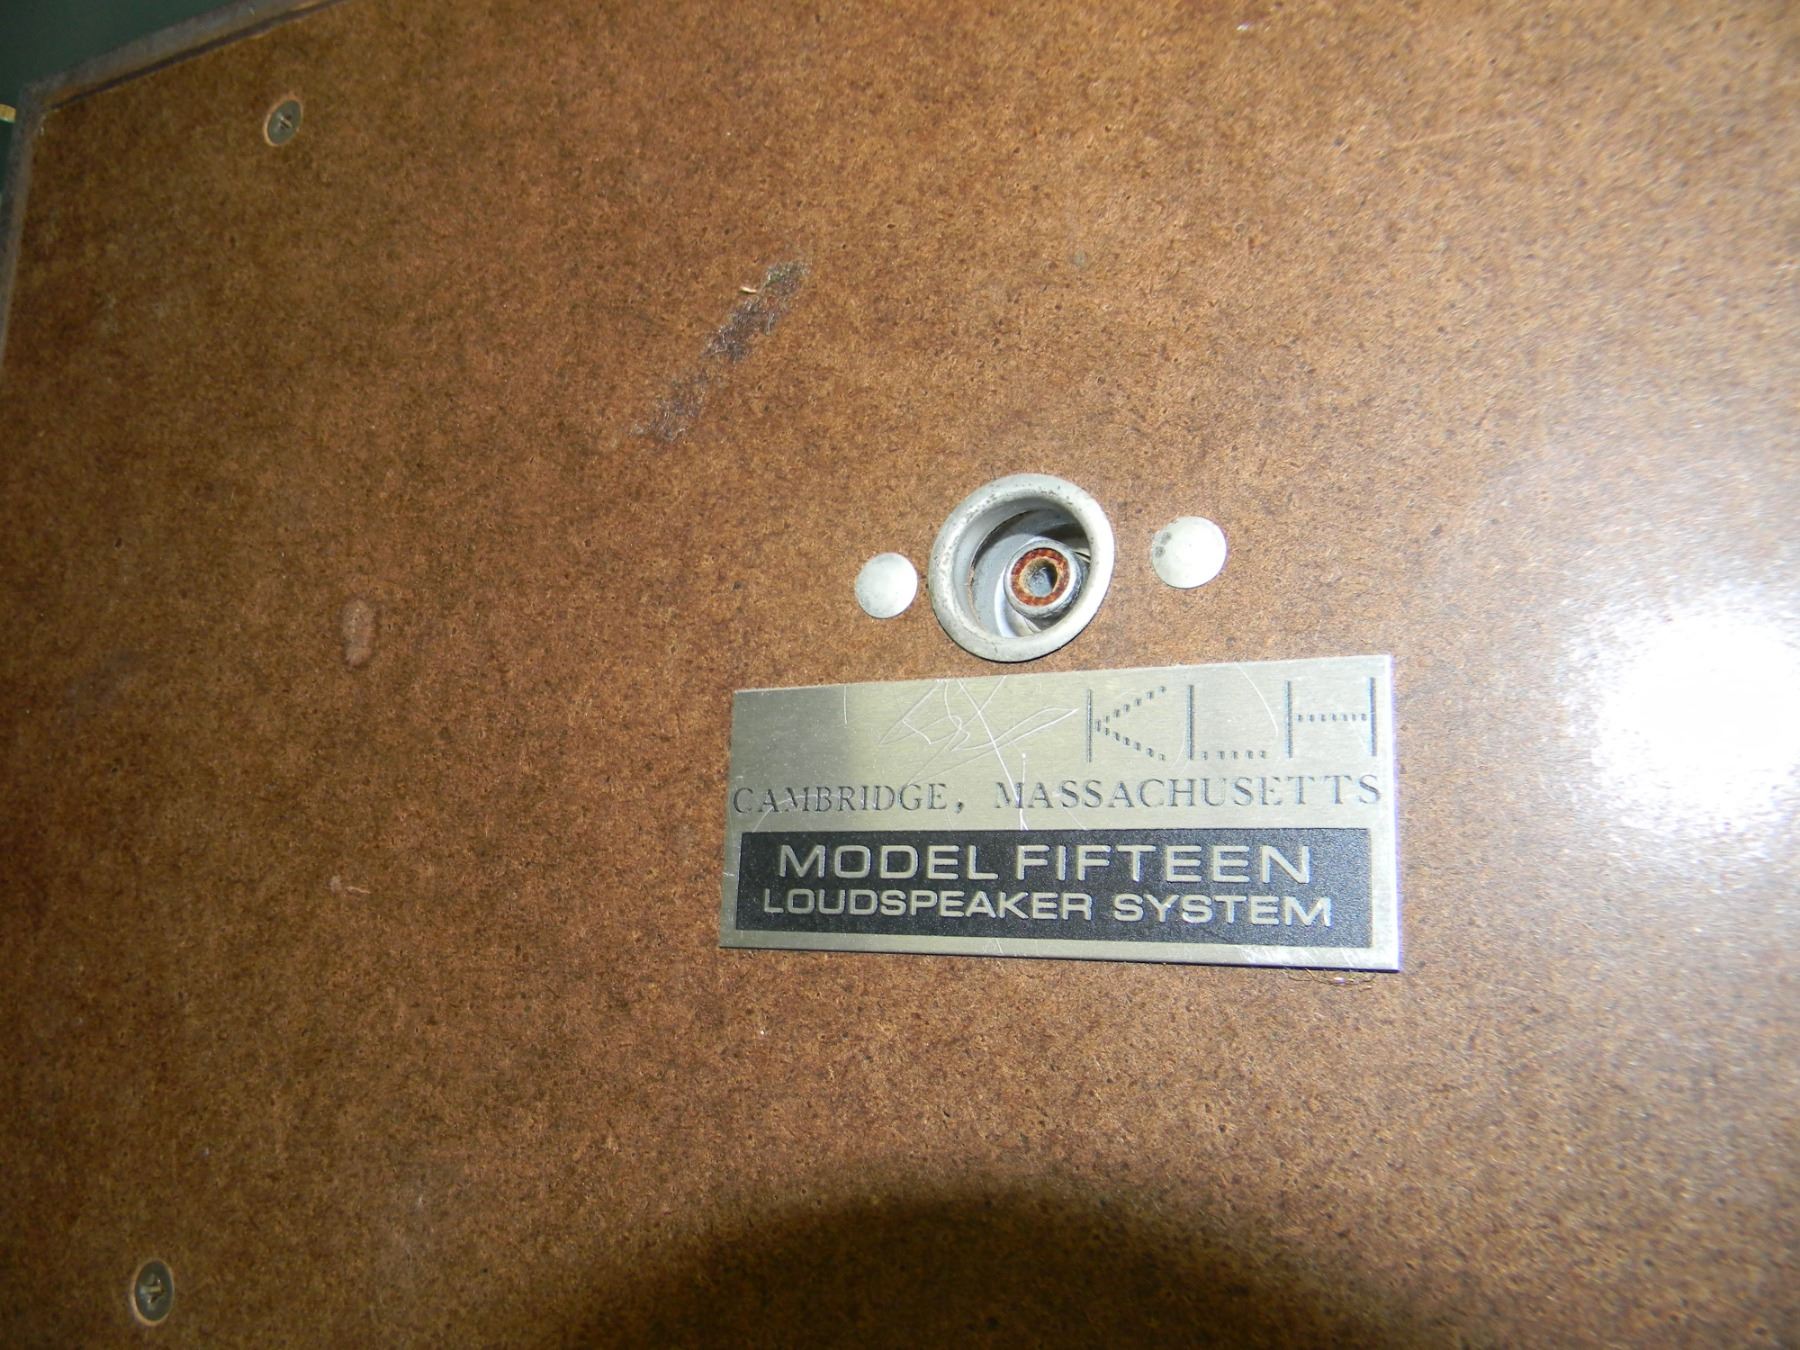 KLH
CAMBRIDGE, MASSACHUSETTS
MODEL FIFTEEN
LOUDSPEAKER SYSTEM